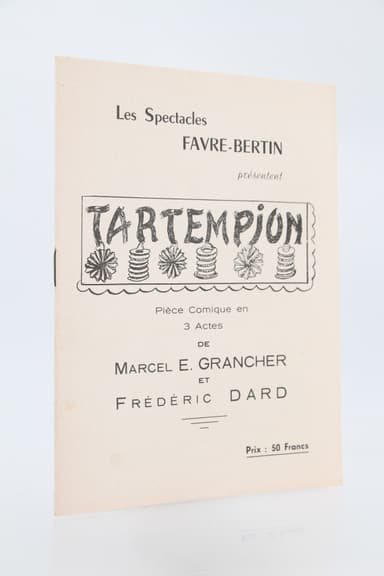 Les Spectacles
FAVRE-BERTIN
présentent
TARTEMPION
Pièce Comique en
3 Actes
DE
MARCEL E. GRANCHER
ET
FRÉDÉRIC DARD
Prix : 50 Francs